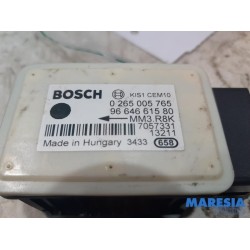 BOSCH
KIS1 CEM10
0 265 005 765
96 646 615 80
MM3.R8K
7057331
13211
Made in Hungary 3433 658
MARESIA